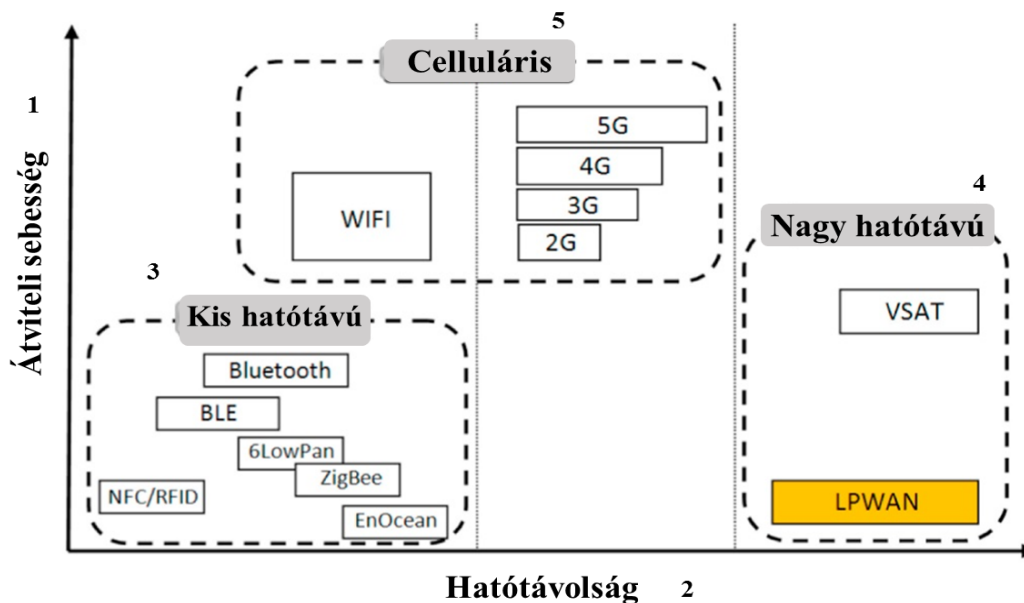 5
Celluláris
1
5G
4G
WIFI
3G
2G
4
Nagy hatótávú
Átviteli sebesség
3
Kis hatótávú
VSAT
Bluetooth
BLE
6LowPan
ZigBee
NFC/RFID
EnOcean
LPWAN
Hatótávolság 2